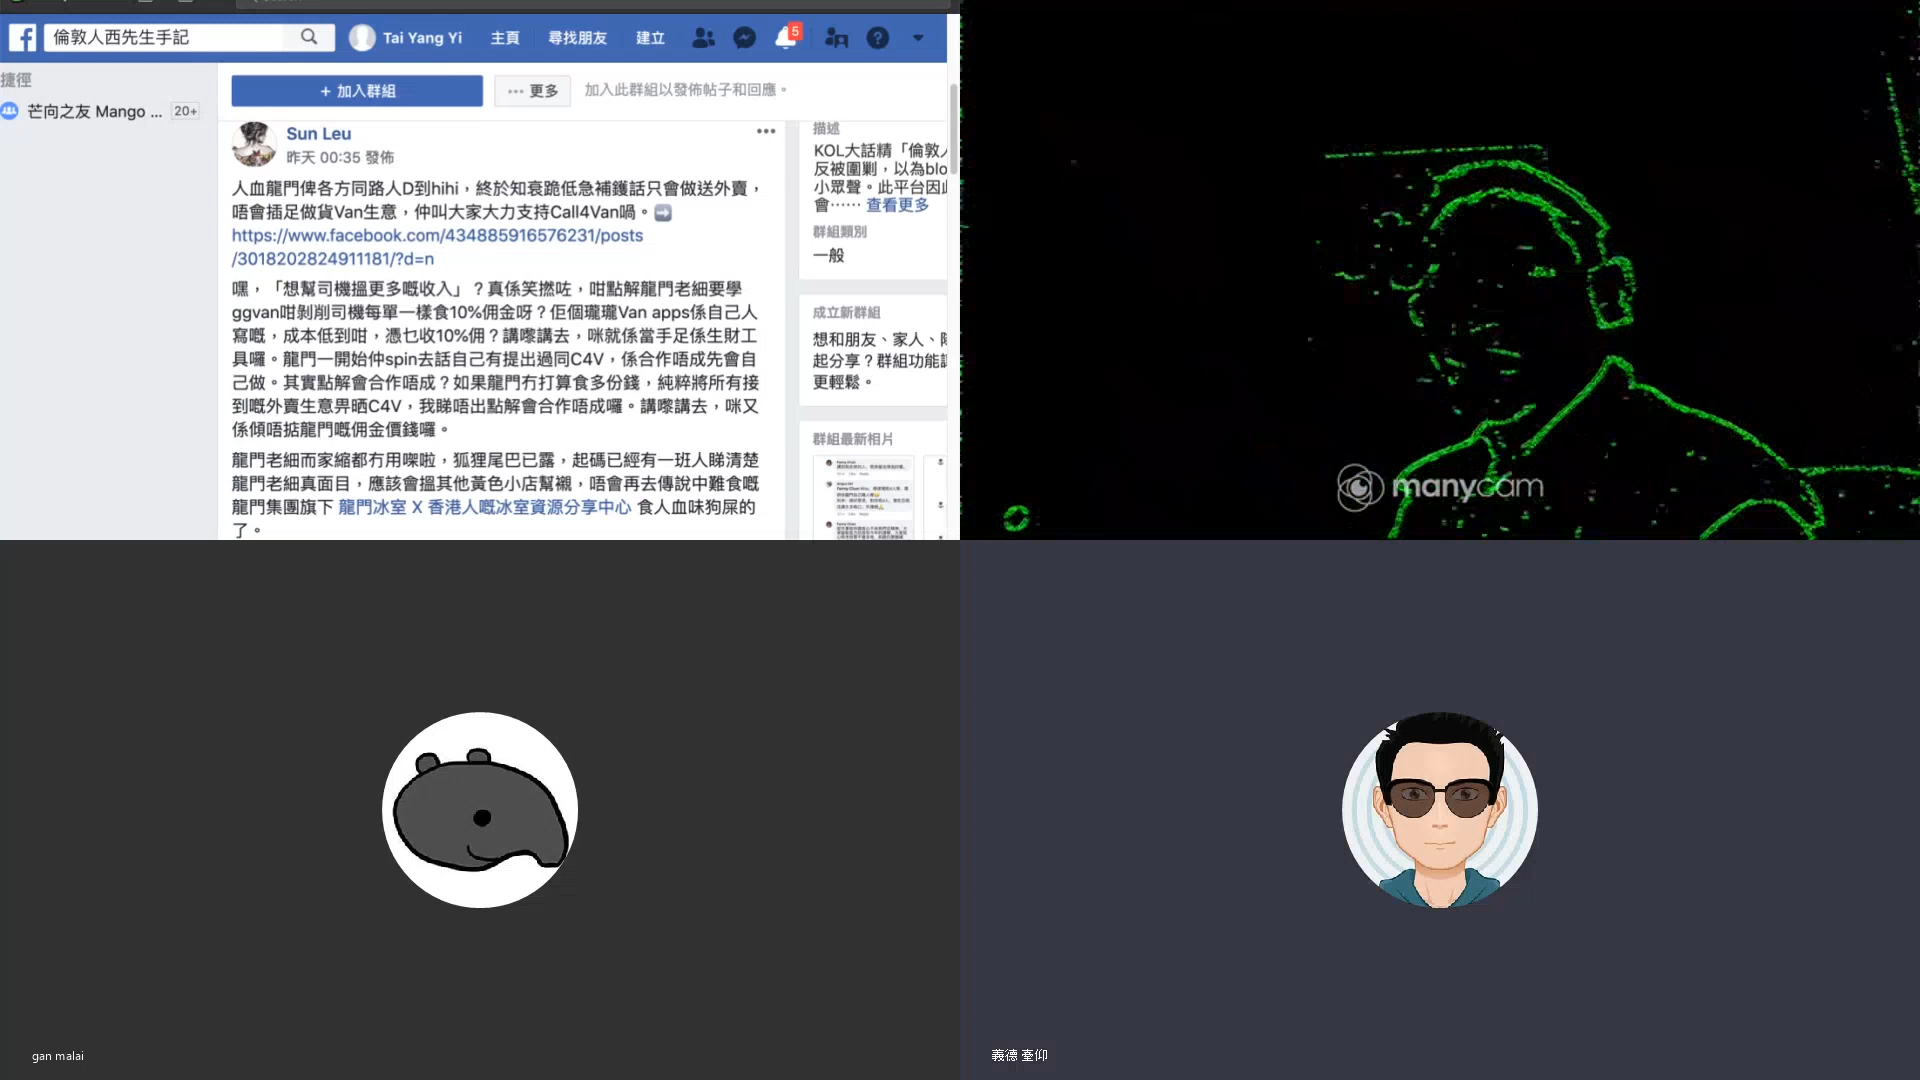 倫敦人西先生手記
Tai Yang Yi
主頁
尋找朋友
建立
5
捷徑
芒向之友 Mango ...
20+
+ 加入群組
··· 更多
加入此群組以發佈帖子和回應。
Sun Leu
昨天 00:35 發佈
人血龍門俾各方同路人D到hihi，終於知衰跪低急補鑊話只會做送外賣，
唔會插足做貨Van生意，仲叫大家大力支持Call4Van喎。➡
https://www.facebook.com/434885916576231/posts
/3018202824911181/?d=n
嘿，「想幫司機搵更多嘅收入」？真係笑撚咗，咁點解龍門老細要學
ggvan咁剝削司機每單一樣食10%佣金呀？佢個瓏瓏Van apps係自己人
寫嘅，成本低到咁，憑乜收10%佣？講嚟講去，咪就係當手足係生財工
具囉。龍門一開始仲spin去話自己有提出過同C4V，係合作唔成先會自
己做。其實點解會合作唔成？如果龍門冇打算食多份錢，純粹將所有接
到嘅外賣生意畀晒C4V，我睇唔出點解會合作唔成囉。講嚟講去，咪又
係傾唔掂龍門嘅佣金價錢囉。
龍門老細而家縮都冇用㗎啦，狐狸尾巴已露，起碼已經有一班人睇清楚
龍門老細真面目，應該會搵其他黃色小店幫襯，唔會再去傳說中難食嘅
龍門集團旗下 龍門冰室 X 香港人嘅冰室資源分享中心 食人血味狗屎的
了。
描述
KOL大話精「倫敦人
反被圍剿，以為blo
小眾聲。此平台因此
會⋯⋯ 查看更多
群組類別
一般
成立新群組
想和朋友、家人、隊
起分享？群組功能讓
更輕鬆。
群組最新相片
manycam
gan malai
義德 臺仰